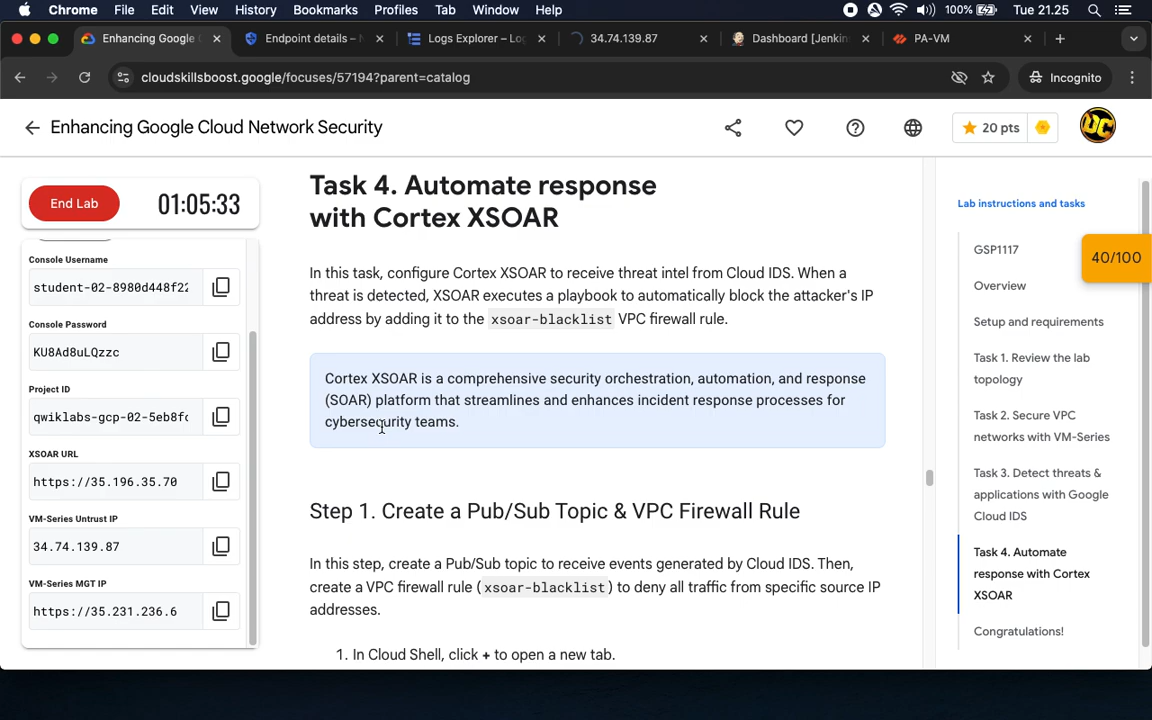 Chrome File Edit View History Bookmarks Profiles Tab Window Help 100% Tue 21.25
Enhancing Google Endpoint details – N Logs Explorer – Lo 34.74.139.87 Dashboard [Jenkin PA-VM
cloudskillsboost.google/focuses/57194?parent=catalog Incognito
Enhancing Google Cloud Network Security 20 pts
End Lab 01:05:33
Console Username
student-02-8980d448f22
Console Password
KU8Ad8uLQzzc
Project ID
qwiklabs-gcp-02-5eb8fc
XSOAR URL
https://35.196.35.70
VM-Series Untrust IP
34.74.139.87
VM-Series MGT IP
https://35.231.236.6
Task 4. Automate response
with Cortex XSOAR
In this task, configure Cortex XSOAR to receive threat intel from Cloud IDS. When a
threat is detected, XSOAR executes a playbook to automatically block the attacker's IP
address by adding it to the xsoar-blacklist VPC firewall rule.
Cortex XSOAR is a comprehensive security orchestration, automation, and response
(SOAR) platform that streamlines and enhances incident response processes for
cybersecurity teams.
Step 1. Create a Pub/Sub Topic & VPC Firewall Rule
In this step, create a Pub/Sub topic to receive events generated by Cloud IDS. Then,
create a VPC firewall rule (xsoar-blacklist) to deny all traffic from specific source IP
addresses.
1. In Cloud Shell, click + to open a new tab.
Lab instructions and tasks
GSP1117
40/100
Overview
Setup and requirements
Task 1. Review the lab
topology
Task 2. Secure VPC
networks with VM-Series
Task 3. Detect threats &
applications with Google
Cloud IDS
Task 4. Automate
response with Cortex
XSOAR
Congratulations!